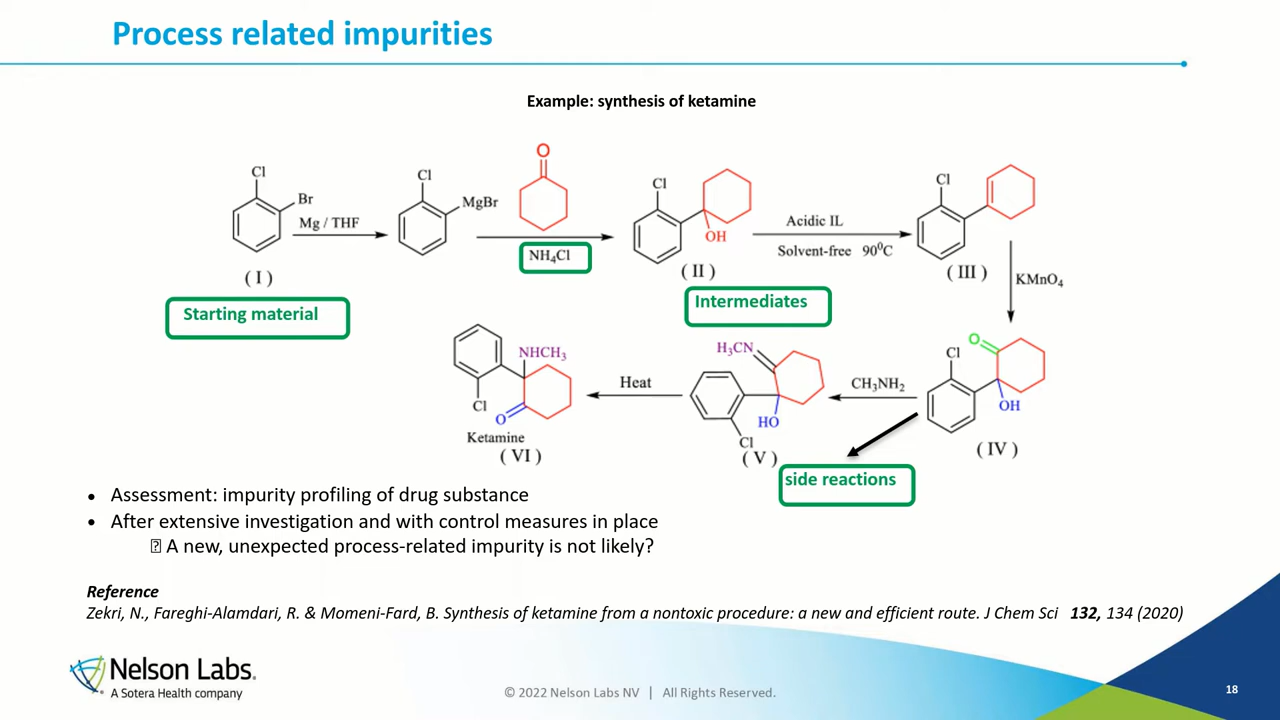 Process related impurities
Example: synthesis of ketamine
Cl
Br
(I)
Starting material
Mg / THF
Cl
MgBr
O
NH₄Cl
Cl
OH
(II)
Intermediates
Acidic IL
Solvent-free 90⁰C
Cl
(III)
KMnO₄
O
Cl
OH
(IV)
CH₃NH₂
side reactions
H₃CN
HO
Cl
(V)
Heat
NHCH₃
Cl
O
Ketamine
(VI)
• Assessment: impurity profiling of drug substance
• After extensive investigation and with control measures in place
⍰ A new, unexpected process-related impurity is not likely?
Reference
Zekri, N., Fareghi-Alamdari, R. & Momeni-Fard, B. Synthesis of ketamine from a nontoxic procedure: a new and efficient route. J Chem Sci 132, 134 (2020)
Nelson Labs.
A Sotera Health company
© 2022 Nelson Labs NV | All Rights Reserved.
18